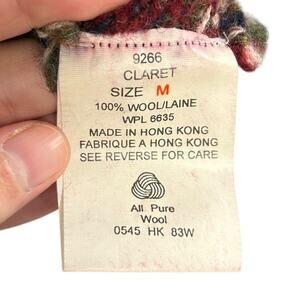 9266
CLARET
SIZE M
100% WOOL/LAINE
WPL 6635
MADE IN HONG KONG
FABRIQUE A HONG KONG
SEE REVERSE FOR CARE
All Pure
Wool
0545 HK 83W